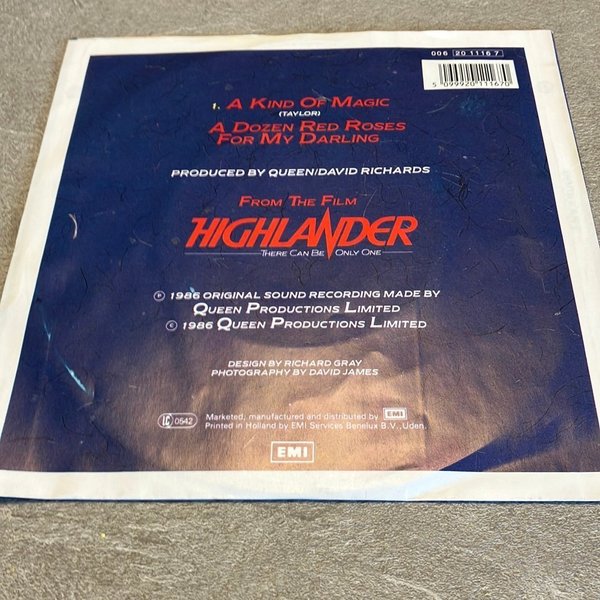 006 20 1116 7
5 099920 111670
1. A KIND OF MAGIC
(TAYLOR)
A DOZEN RED ROSES
FOR MY DARLING
PRODUCED BY QUEEN/DAVID RICHARDS
FROM THE FILM
HIGHLANDER
THERE CAN BE ONLY ONE
Ⓟ 1986 ORIGINAL SOUND RECORDING MADE BY
QUEEN PRODUCTIONS LIMITED
© 1986 QUEEN PRODUCTIONS LIMITED
DESIGN BY RICHARD GRAY
PHOTOGRAPHY BY DAVID JAMES
LC 0542
Marketed, manufactured and distributed by EMI
Printed in Holland by EMI Services Benelux B.V., Uden.
EMI